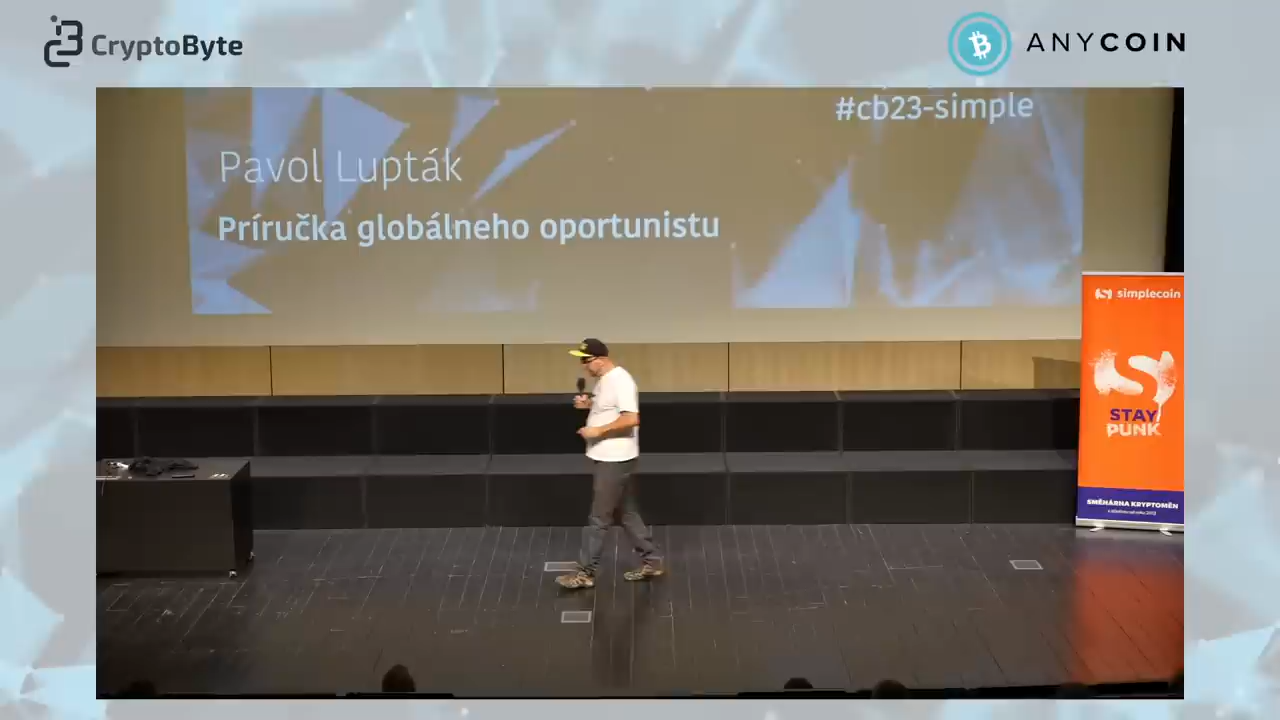 CryptoByte
ANYCOIN
#cb23-simple
Pavol Lupták
Príručka globálneho oportunistu
simplecoin
STAY
PUNK
SMĚNÁRNA KRYPTOMĚN